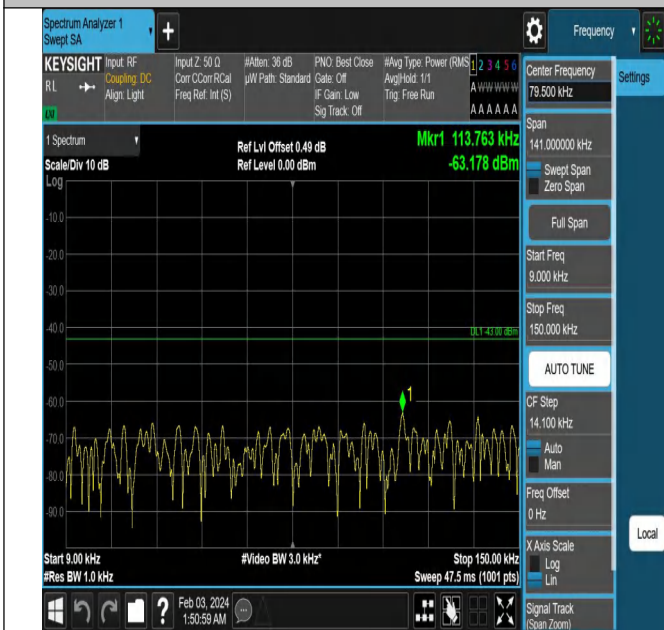 Spectrum Analyzer 1
Swept SA
+
Frequency
KEYSIGHT
RL
Input: RF
Coupling: DC
Align: Light
Input Z: 50 Ω
Corr CCorr RCal
Freq Ref: Int (S)
#Atten: 36 dB
µW Path: Standard
PNO: Best Close
Gate: Off
IF Gain: Low
Sig Track: Off
#Avg Type: Power (RMS
Avg|Hold: 1/1
Trig: Free Run
1 2 3 4 5 6
A W W W W W
A A A A A A
1 Spectrum
Scale/Div 10 dB
Log
Ref Lvl Offset 0.49 dB
Ref Level 0.00 dBm
Mkr1 113.763 kHz
-63.178 dBm
-10.0
-20.0
-30.0
-40.0
-50.0
-60.0
-70.0
-80.0
-90.0
DL1 -43.00 dBm
1
Start 9.00 kHz
#Res BW 1.0 kHz
#Video BW 3.0 kHz*
Stop 150.00 kHz
Sweep 47.5 ms (1001 pts)
?
Feb 03, 2024
1:50:59 AM
Center Frequency
79.500 kHz
Span
141.000000 kHz
Swept Span
Zero Span
Full Span
Start Freq
9.000 kHz
Stop Freq
150.000 kHz
AUTO TUNE
CF Step
14.100 kHz
Auto
Man
Freq Offset
0 Hz
X Axis Scale
Log
Lin
Signal Track
(Span Zoom)
Settings
Local